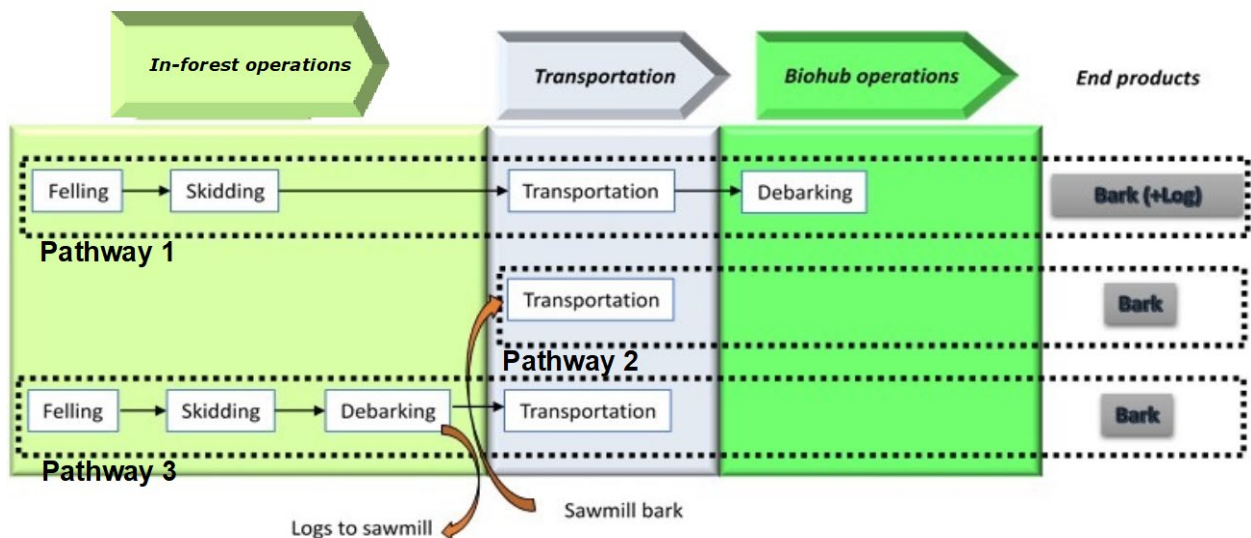 In-forest operations
Transportation
Biohub operations
End products
Felling
Skidding
Transportation
Debarking
Bark (+Log)
Pathway 1
Transportation
Bark
Pathway 2
Felling
Skidding
Debarking
Transportation
Bark
Pathway 3
Sawmill bark
Logs to sawmill